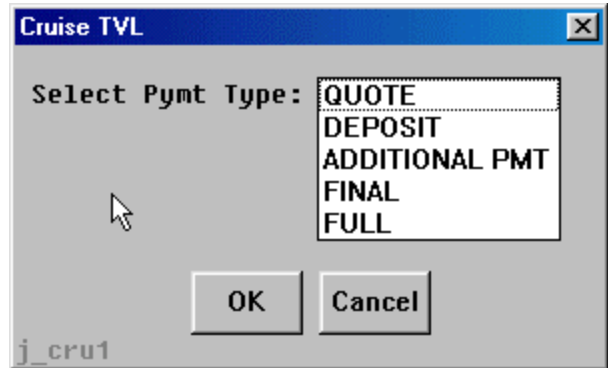 Cruise TVL
Select Pymt Type:
QUOTE
DEPOSIT
ADDITIONAL PMT
FINAL
FULL
OK
Cancel
j_cru1